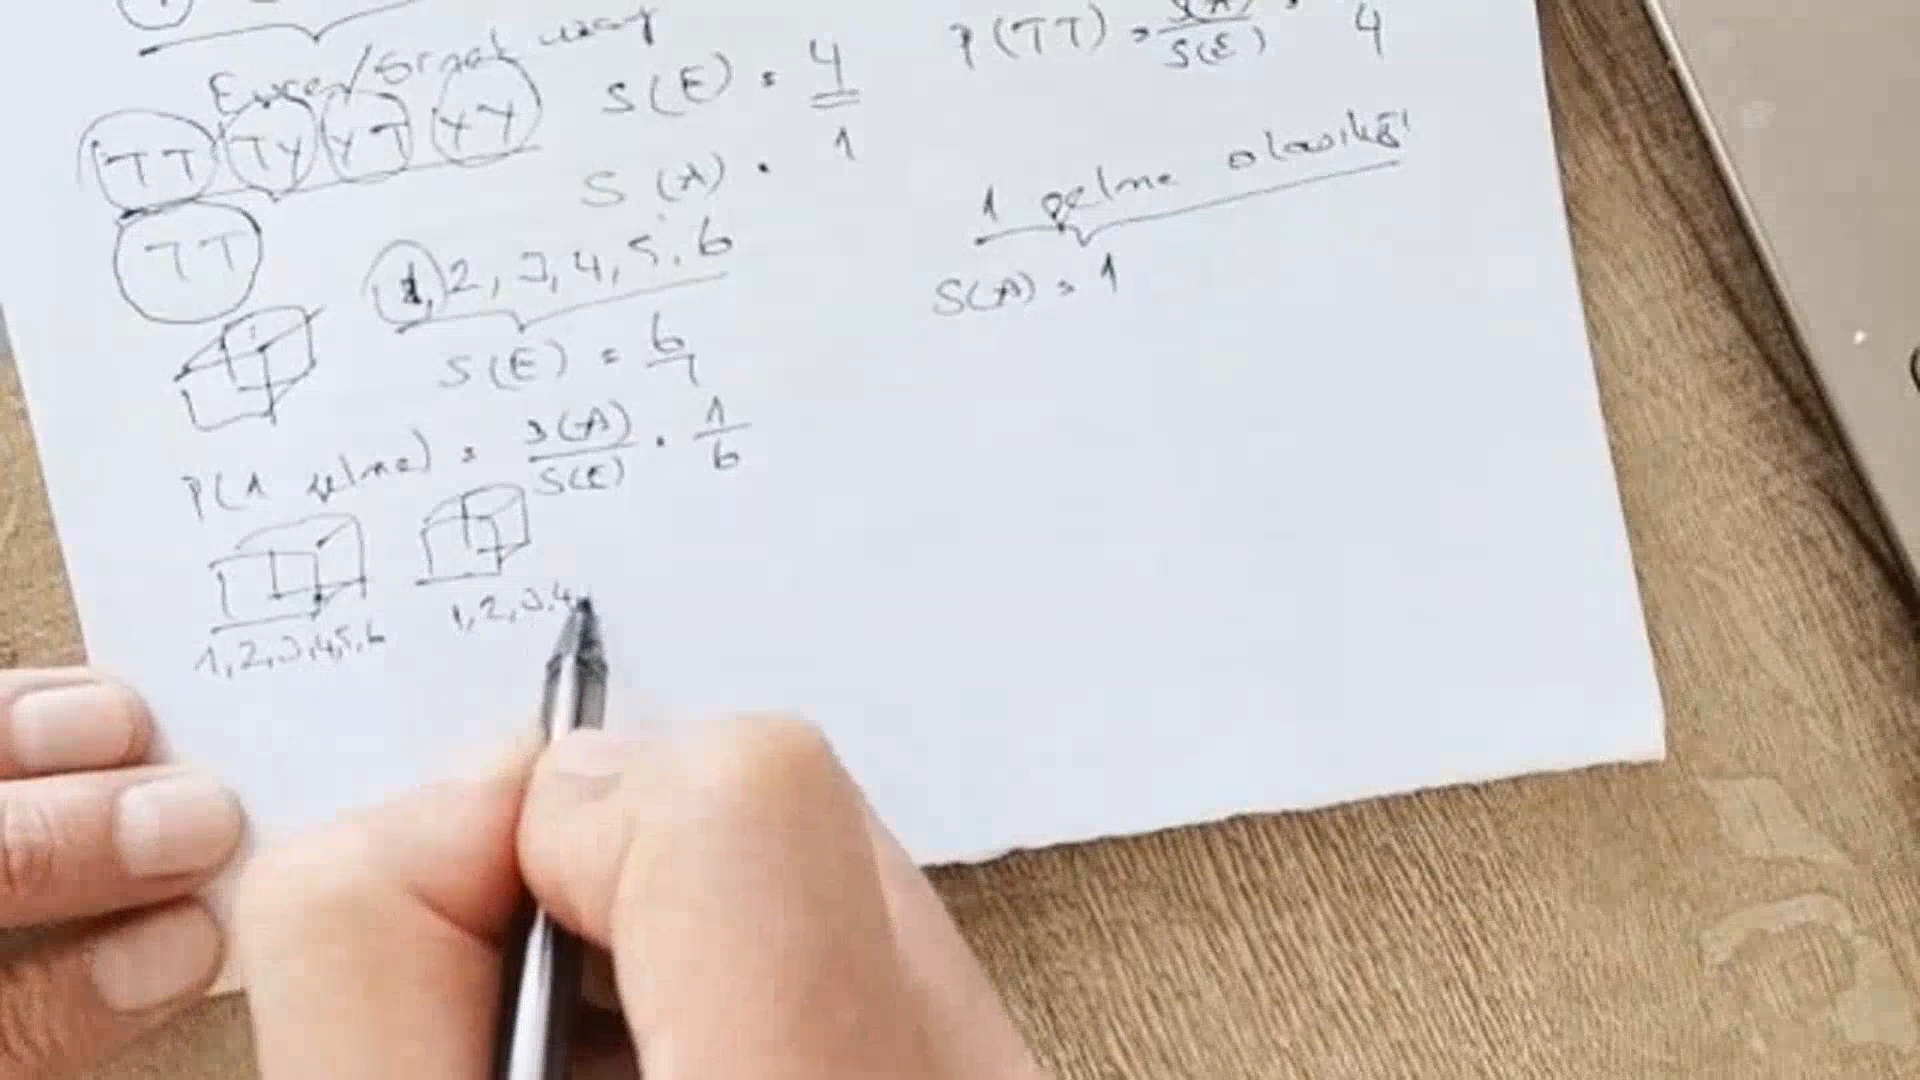 Evren/Örnek uzay
S(E) = 4
P(TT) = S(A)/S(E) 4
TT TY YT YY
S(A) = 1
TT
1, 2, 3, 4, 5, 6
1 gelme olasılığı
S(A) = 1
S(E) = 6
P(1 gelme) = S(A)/S(E) = 1/6
1, 2, 3, 4, 5, 6
1, 2, 3, 4